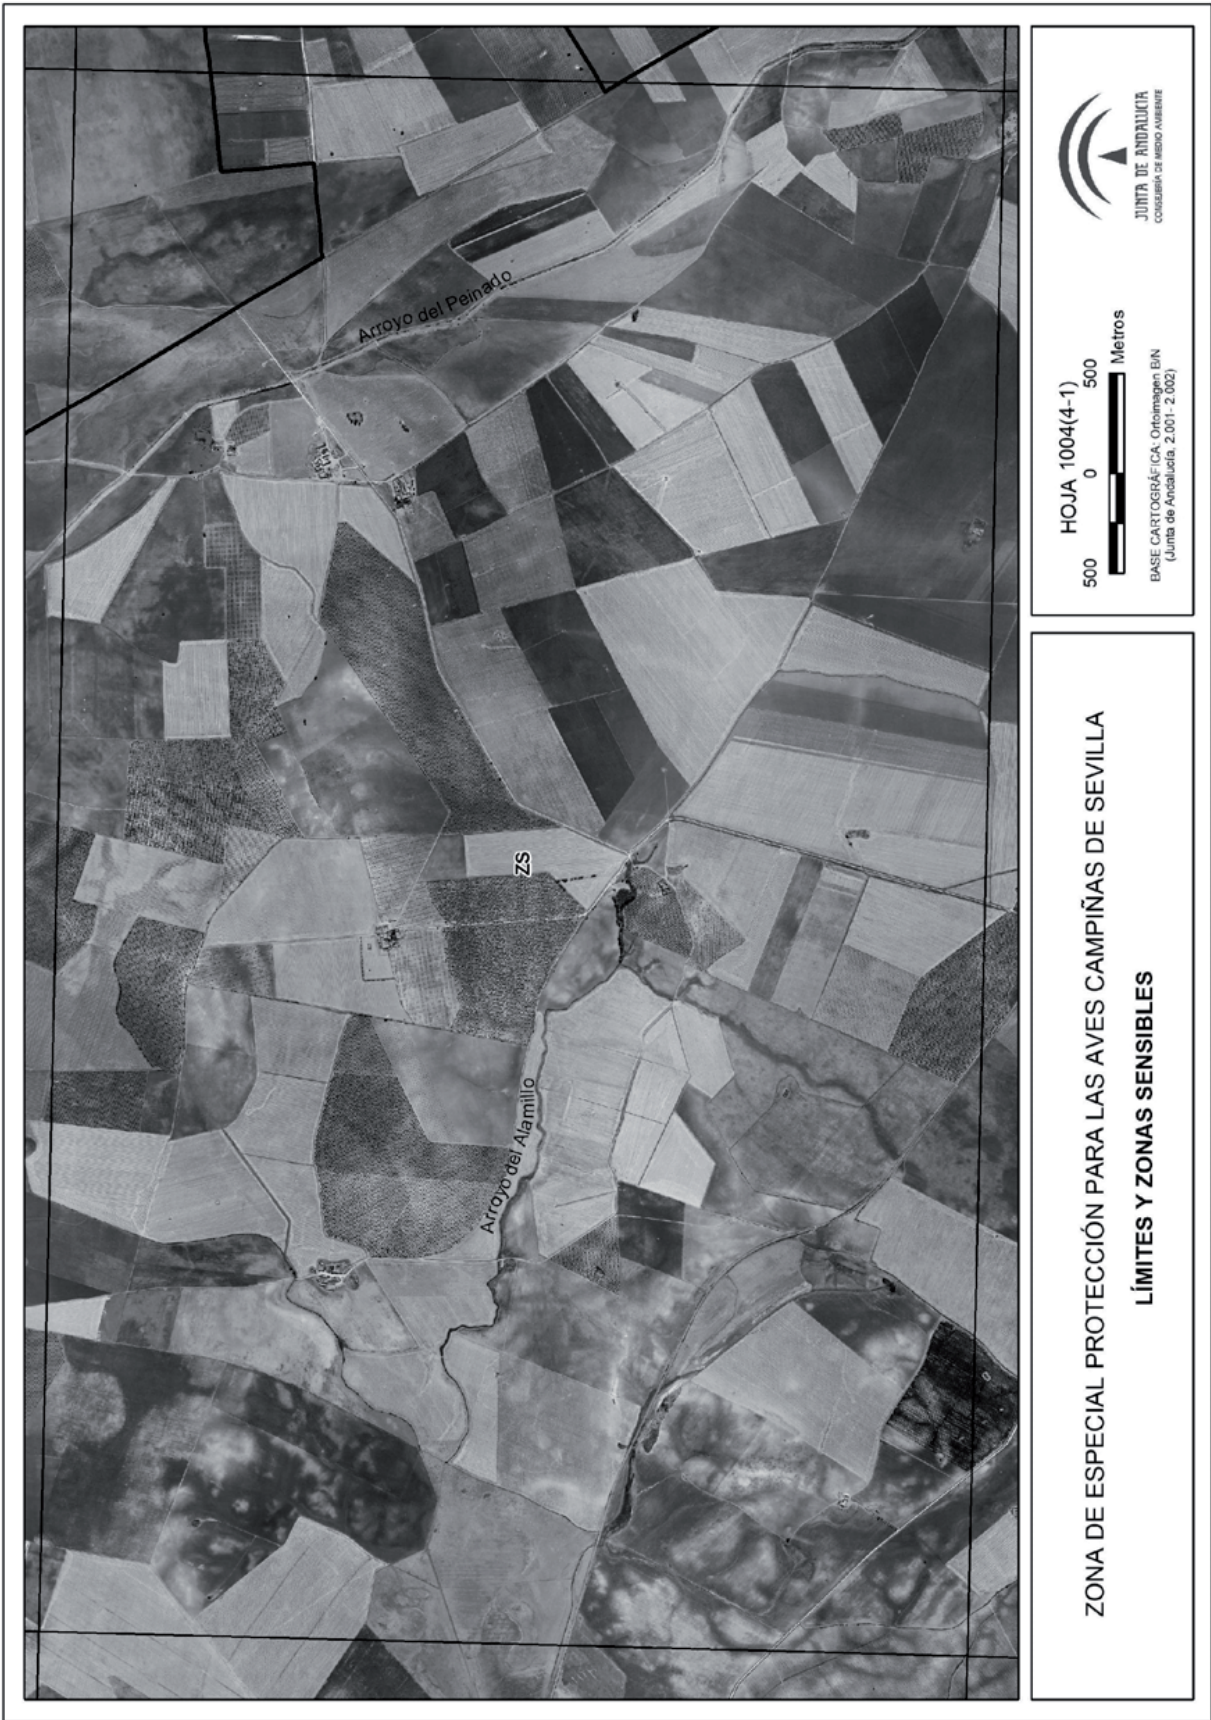 Arroyo del Peinado
ZS
Arroyo del Alamillo
ZONA DE ESPECIAL PROTECCIÓN PARA LAS AVES CAMPIÑAS DE SEVILLA
LÍMITES Y ZONAS SENSIBLES
HOJA 1004(4-1)
500 0 500
Metros
BASE CARTOGRÁFICA: Ortoimagen B/N
(Junta de Andalucía, 2.001- 2.002)
JUNTA DE ANDALUCIA
CONSEJERÍA DE MEDIO AMBIENTE